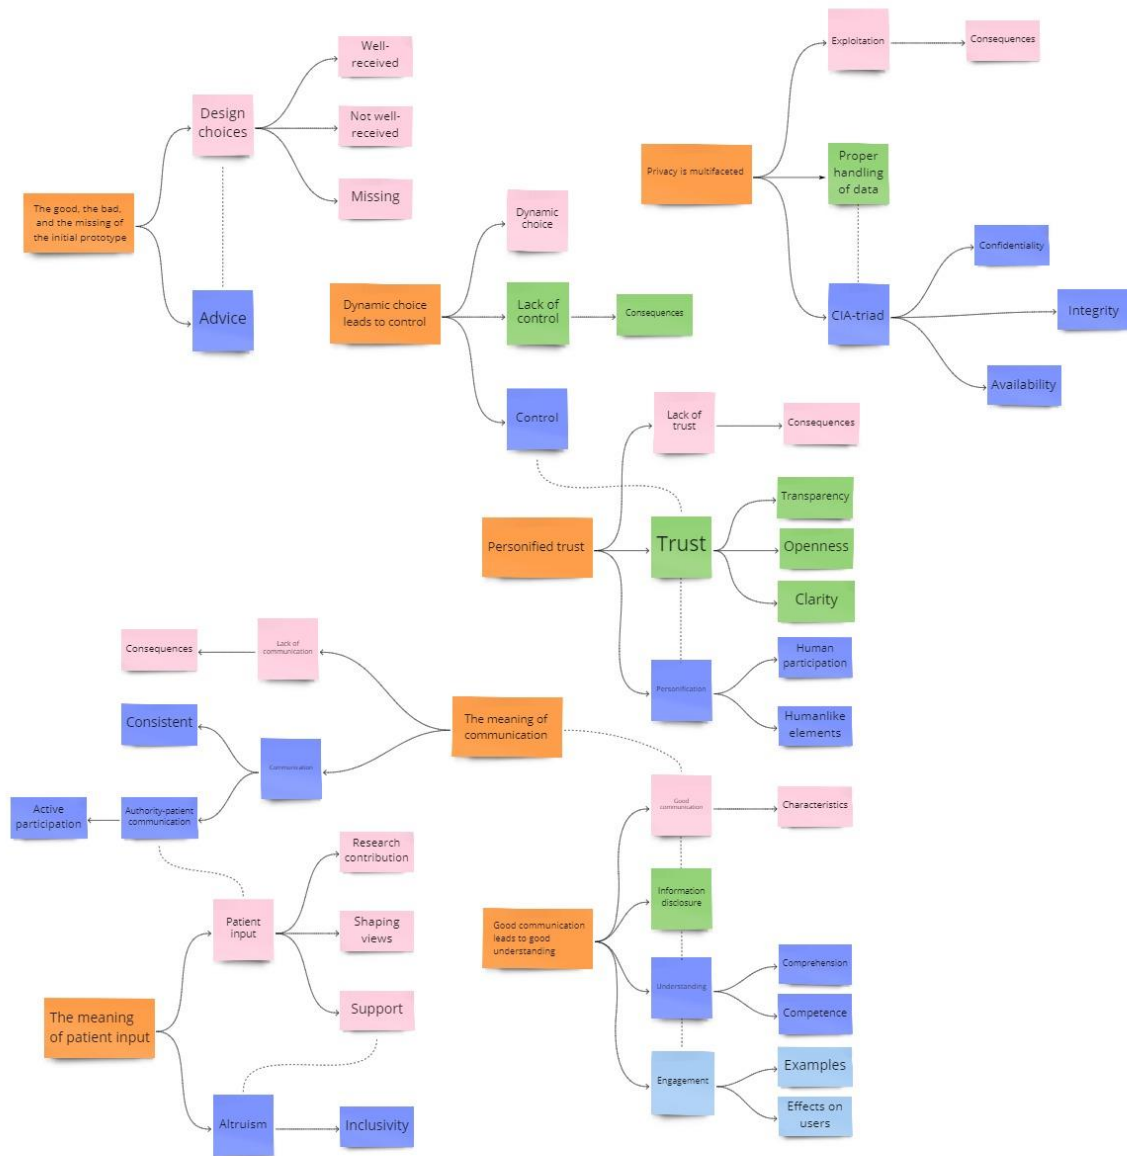 Well-
received
Design
choices
Not well-
received
Missing
The good, the bad,
and the missing of
the initial prototype
Advice
Exploitation
Consequences
Privacy is multifaceted
Proper
handling
of data
Confidentiality
CIA-triad
Integrity
Availability
Dynamic
choice
Dynamic choice
leads to control
Lack of
control
Consequences
Control
Lack of
trust
Consequences
Personified trust
Trust
Transparency
Openness
Clarity
Personification
Human
participation
Humanlike
elements
Consequences
Lack of
communication
The meaning of
communication
Consistent
Communication
Active
participation
Authority-patient
communication
Good
communication
Characteristics
Information
disclosure
Good communication
leads to good
understanding
Understanding
Comprehension
Competence
Engagement
Examples
Effects on
users
Research
contribution
Patient
input
Shaping
views
Support
The meaning
of patient input
Altruism
Inclusivity